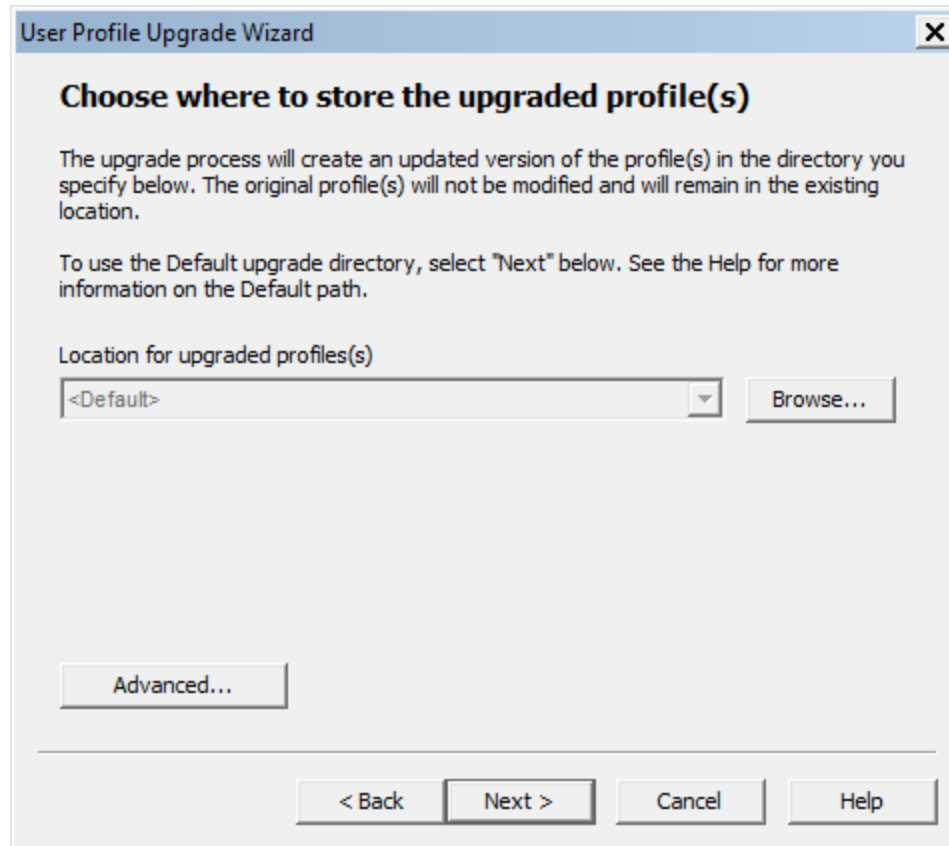 User Profile Upgrade Wizard
Choose where to store the upgraded profile(s)
The upgrade process will create an updated version of the profile(s) in the directory you
specify below. The original profile(s) will not be modified and will remain in the existing
location.
To use the Default upgrade directory, select "Next" below. See the Help for more
information on the Default path.
Location for upgraded profiles(s)
<Default>
Browse...
Advanced...
< Back
Next >
Cancel
Help